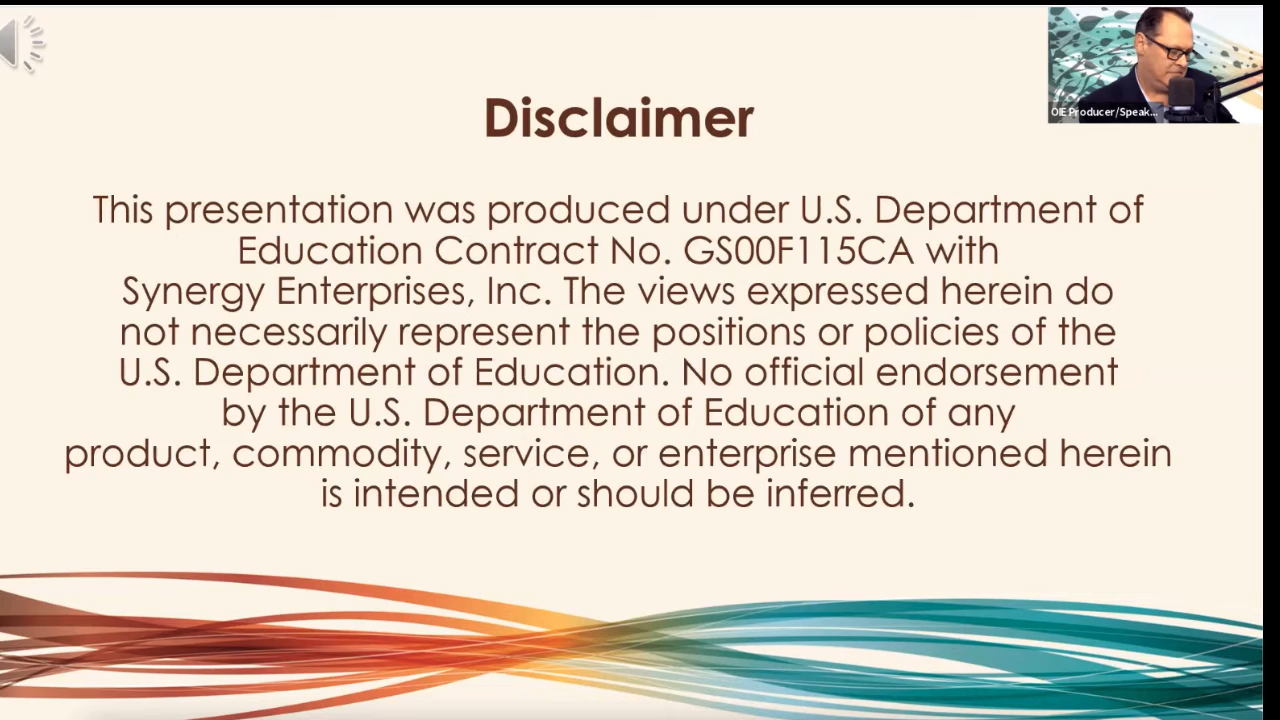 Disclaimer
OIE Producer/Speak...
This presentation was produced under U.S. Department of
Education Contract No. GS00F115CA with
Synergy Enterprises, Inc. The views expressed herein do
not necessarily represent the positions or policies of the
U.S. Department of Education. No official endorsement
by the U.S. Department of Education of any
product, commodity, service, or enterprise mentioned herein
is intended or should be inferred.